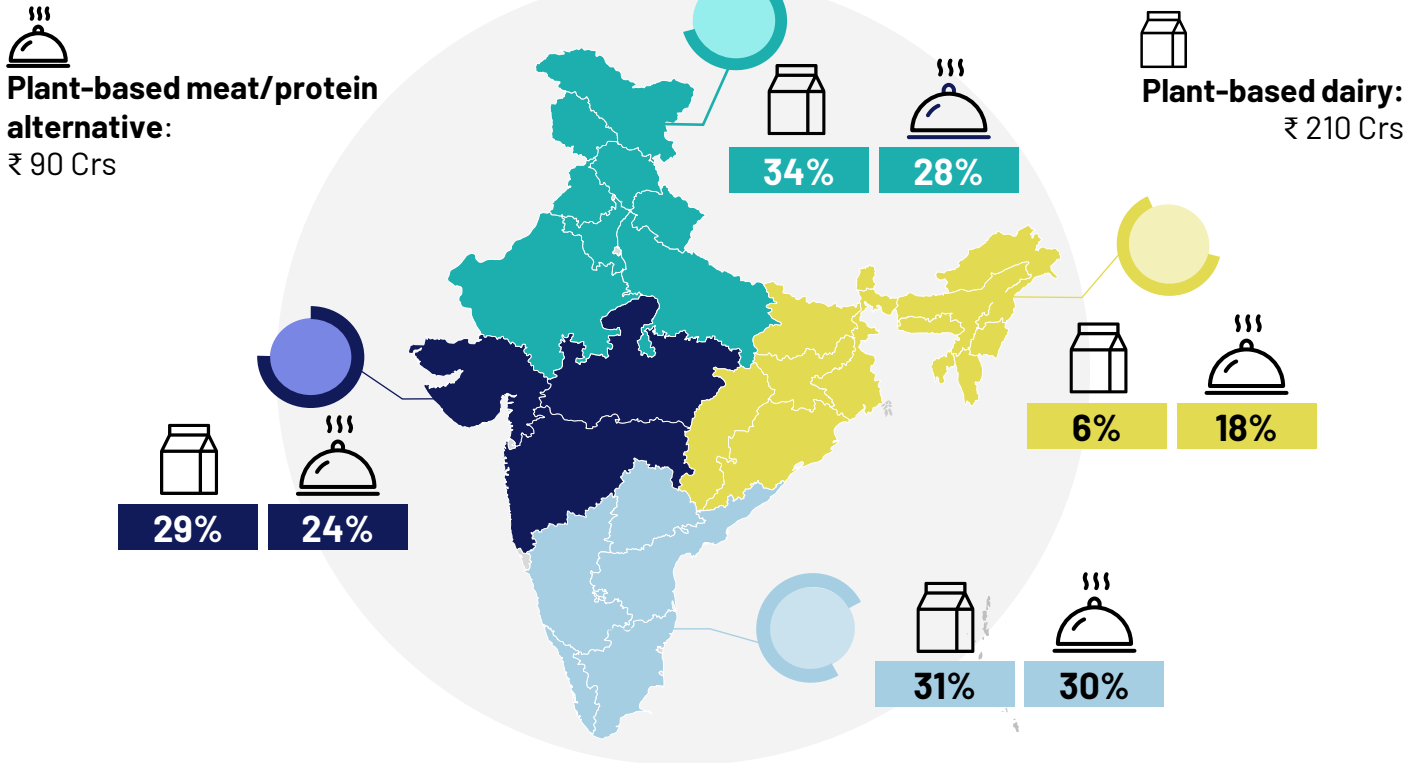 Plant-based meat/protein
alternative:
₹ 90 Crs
Plant-based dairy:
₹ 210 Crs
34% 28%
6% 18%
29% 24%
31% 30%